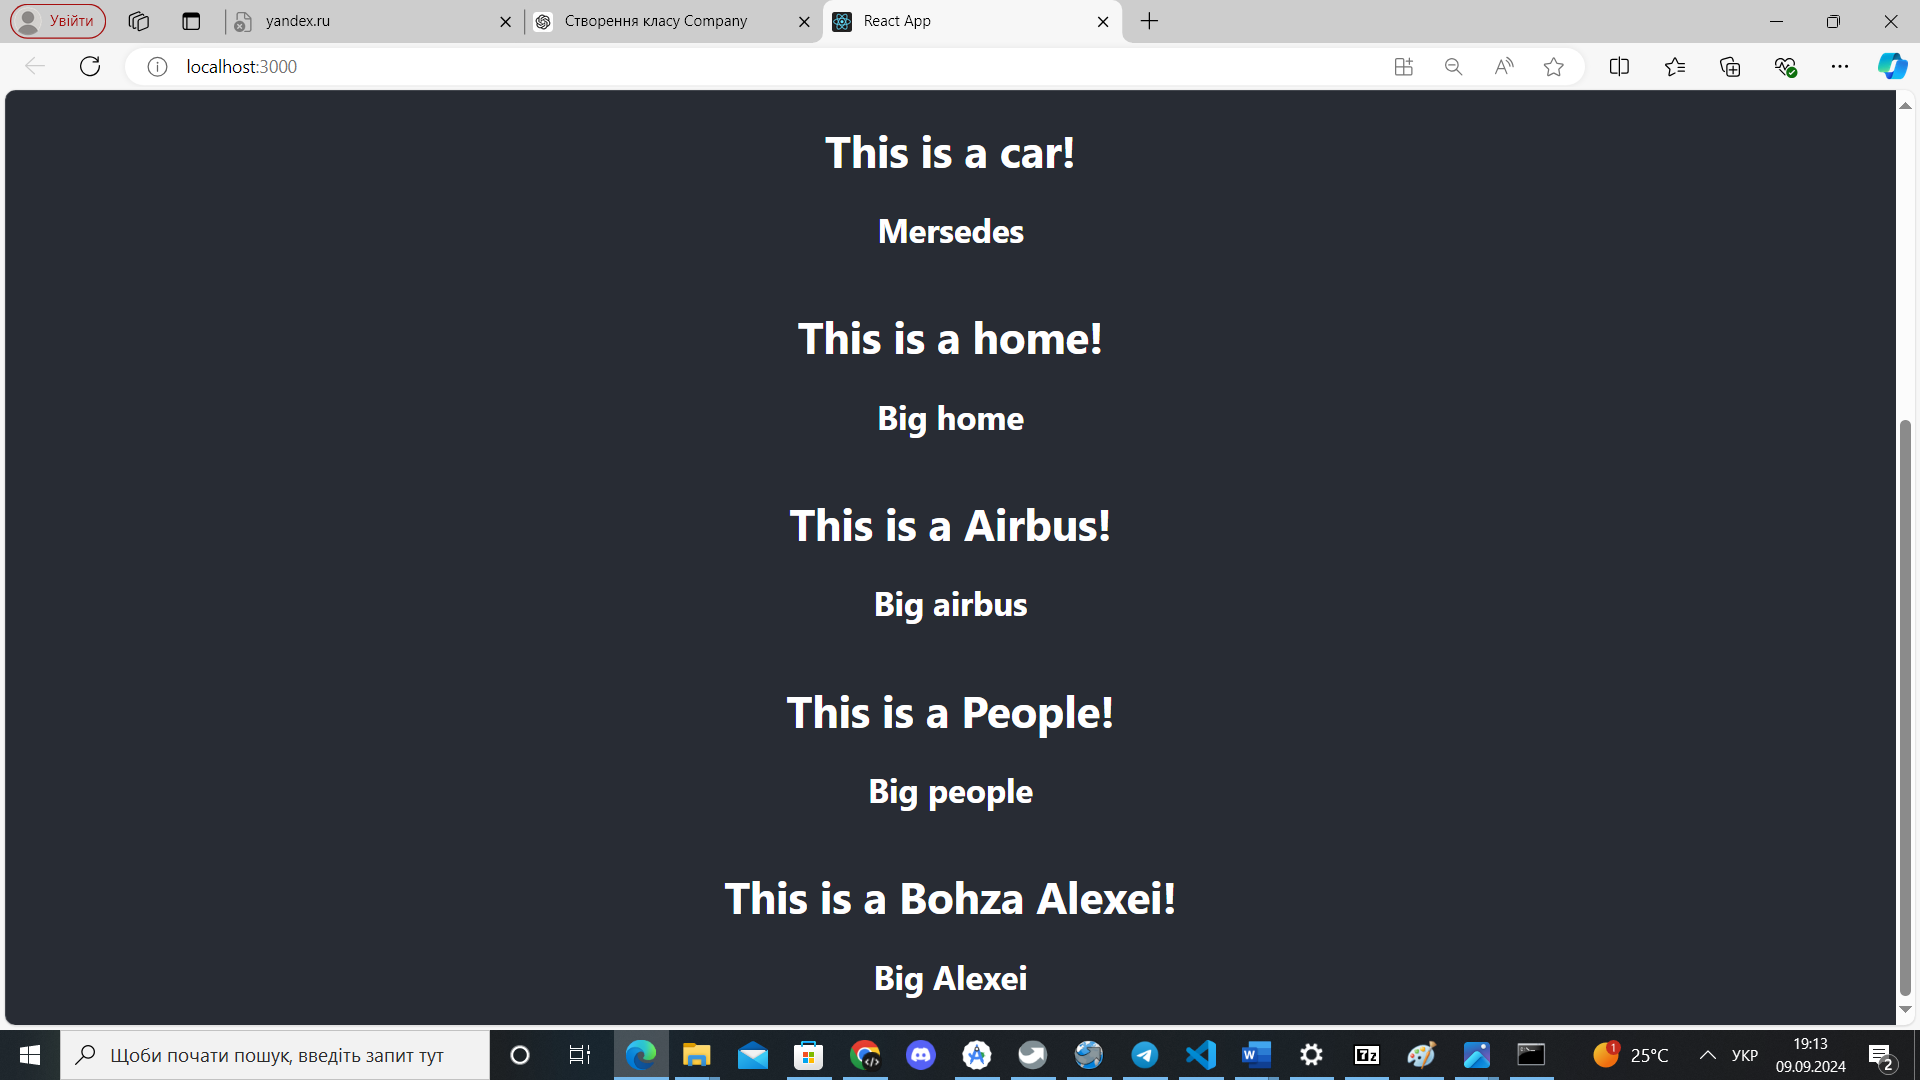 Увійти
yandex.ru
Створення класу Company
React App
localhost:3000
This is a car!
Mersedes
This is a home!
Big home
This is a Airbus!
Big airbus
This is a People!
Big people
This is a Bohza Alexei!
Big Alexei
Щоби почати пошук, введіть запит тут
7z
1
25°C
УКР
19:13
09.09.2024
2